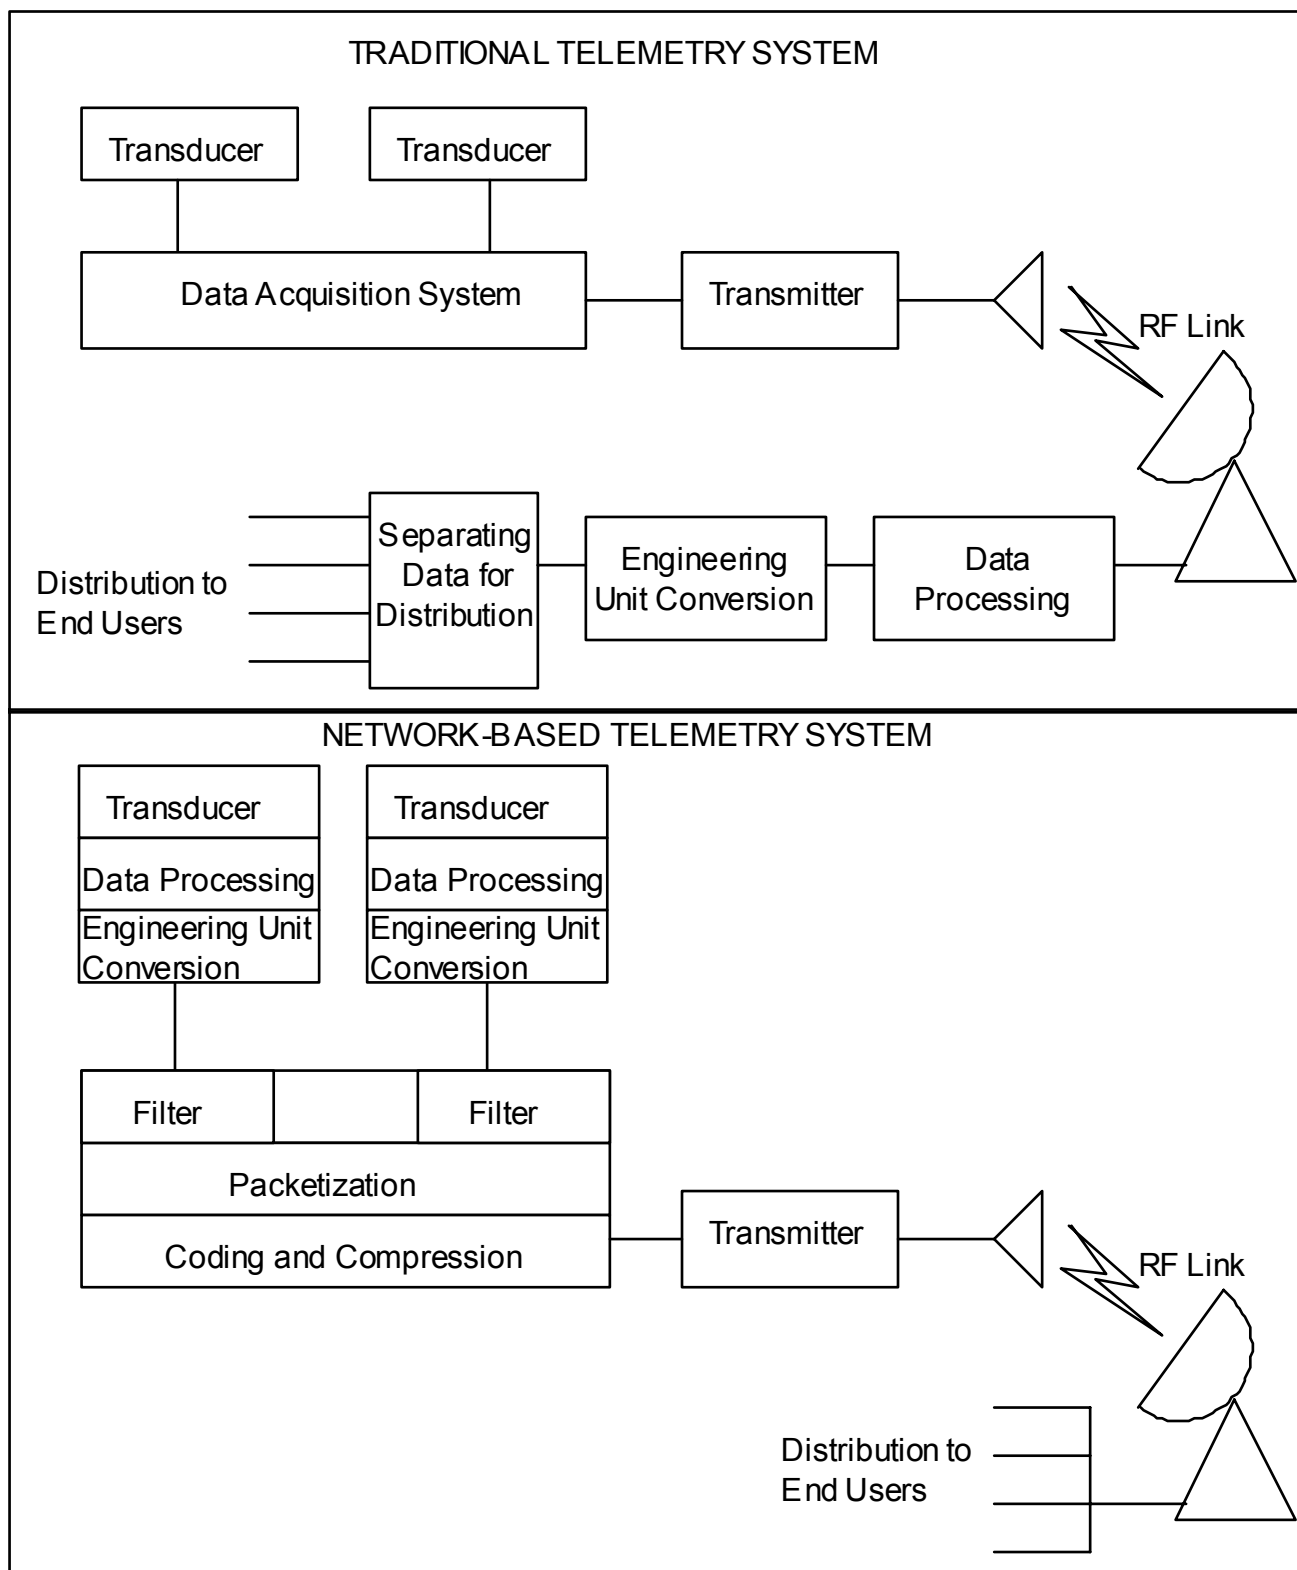 TRADITIONAL TELEMETRY SYSTEM
Transducer
Transducer
Data Acquisition System
Transmitter
RF Link
Separating
Data for
Distribution
Engineering
Unit Conversion
Data
Processing
Distribution to
End Users
NETWORK-BASED TELEMETRY SYSTEM
Transducer
Transducer
Data Processing
Data Processing
Engineering Unit
Conversion
Engineering Unit
Conversion
Filter
Filter
Packetization
Coding and Compression
Transmitter
RF Link
Distribution to
End Users